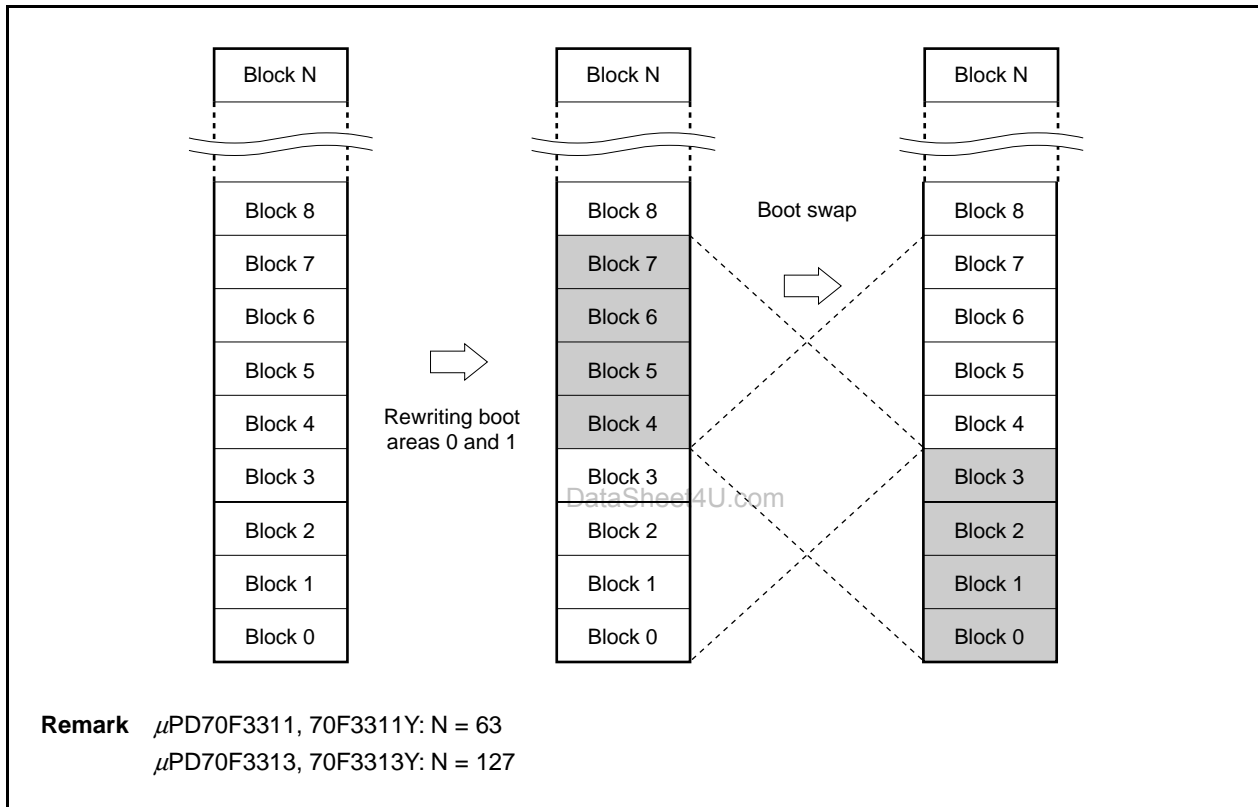 Block N
Block 8
Block 7
Block 6
Block 5
Block 4
Block 3
Block 2
Block 1
Block 0
Rewriting boot
areas 0 and 1
Block N
Block 8
Block 7
Block 6
Block 5
Block 4
Block 3
Block 2
Block 1
Block 0
DataSheet4U.com
Boot swap
Block N
Block 8
Block 7
Block 6
Block 5
Block 4
Block 3
Block 2
Block 1
Block 0
Remark μPD70F3311, 70F3311Y: N = 63
μPD70F3313, 70F3313Y: N = 127